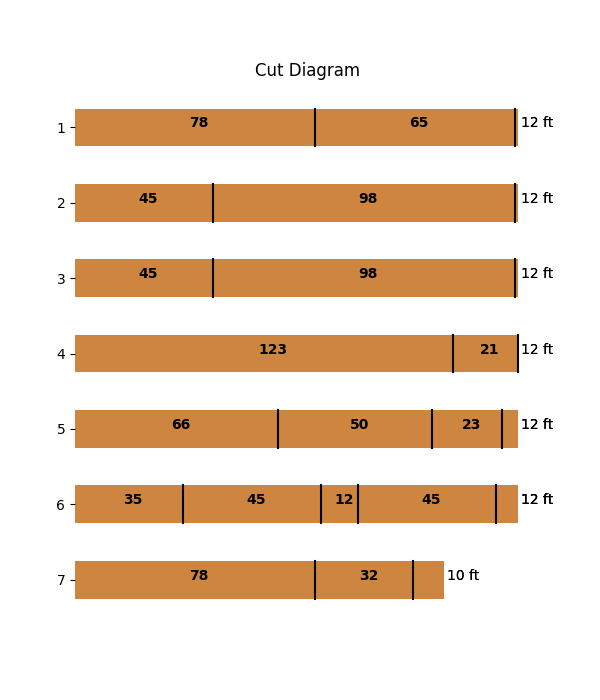 Cut Diagram
1 78 65 12 ft
2 45 98 12 ft
3 45 98 12 ft
4 123 21 12 ft
5 66 50 23 12 ft
6 35 45 12 45 12 ft
7 78 32 10 ft